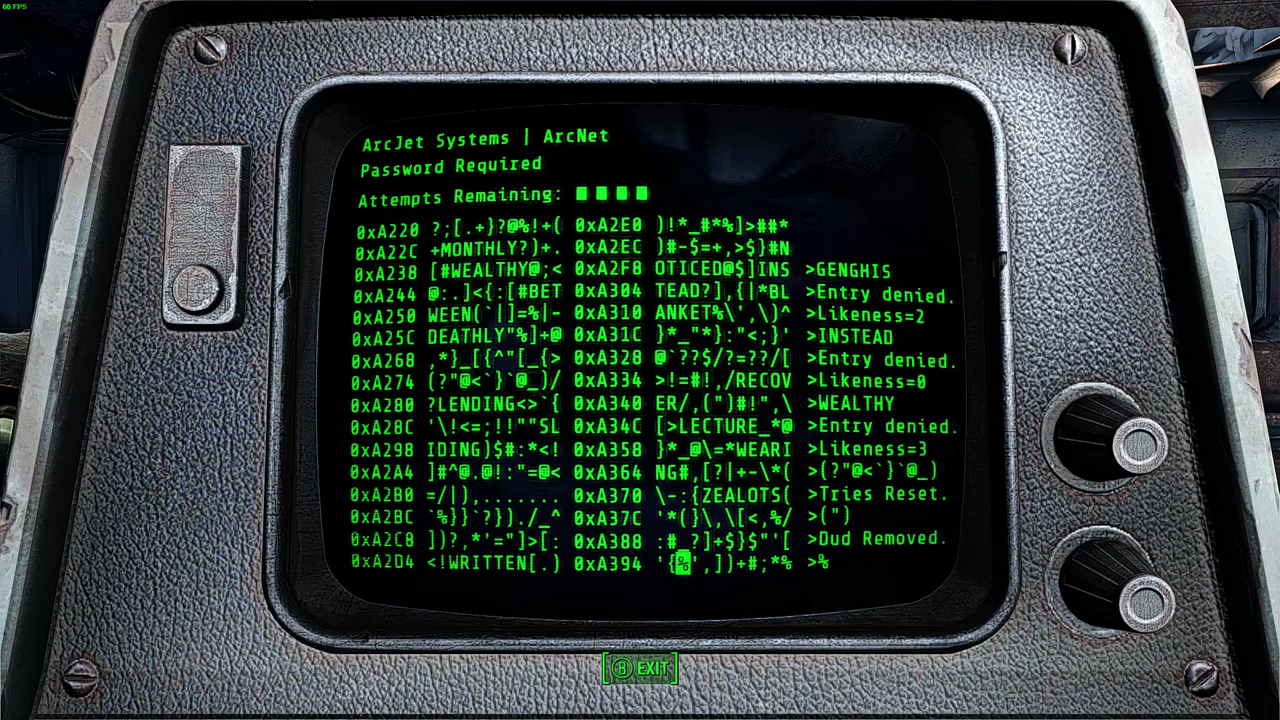 60 FPS
ArcJet Systems | ArcNet
Password Required
Attempts Remaining: ■ ■ ■ ■
0xA220 ?;[.+}?@%!+( 0xA2E0 )!*_#*%]>##*
0xA22C +MONTHLY?)+. 0xA2EC )#-$=+,>$}#N
0xA238 [#WEALTHY@;< 0xA2F8 OTICED@$]INS >GENGHIS
0xA244 @:.]<{:[#BET 0xA304 TEAD?],{|*BL >Entry denied.
0xA250 WEEN(`|]=%|- 0xA310 ANKET%\',\)^ >Likeness=2
0xA25C DEATHLY"%]+@ 0xA31C }*_"*}:"<;}' >INSTEAD
0xA268 ,*}_[{^"[_{> 0xA328 @`??$/?=??/[ >Entry denied.
0xA274 (?"@<`}`@_)/ 0xA334 >!=#!,/RECOV >Likeness=0
0xA280 ?LENDING<>`{ 0xA340 ER/,(")#!",\ >WEALTHY
0xA28C '\!<=;!!""SL 0xA34C [>LECTURE_*@ >Entry denied.
0xA298 IDING)$#:*<! 0xA358 }*_@\=*WEARI >Likeness=3
0xA2A4 ]#^@.@!:"=@< 0xA364 NG#,[?|+-\*( >(?"@<`}`@_)
0xA2B0 =/|),....... 0xA370 \-:{ZEALOTS( >Tries Reset.
0xA2BC `%}}`?})./_^ 0xA37C '*(}\,\[<,%/ >(")
0xA2C8 ])?,*'="]>[: 0xA388 :#_?]+$}$"'[ >Dud Removed.
0xA2D4 <!WRITTEN[.) 0xA394 '{%',])+#;*% >%
(B) EXIT